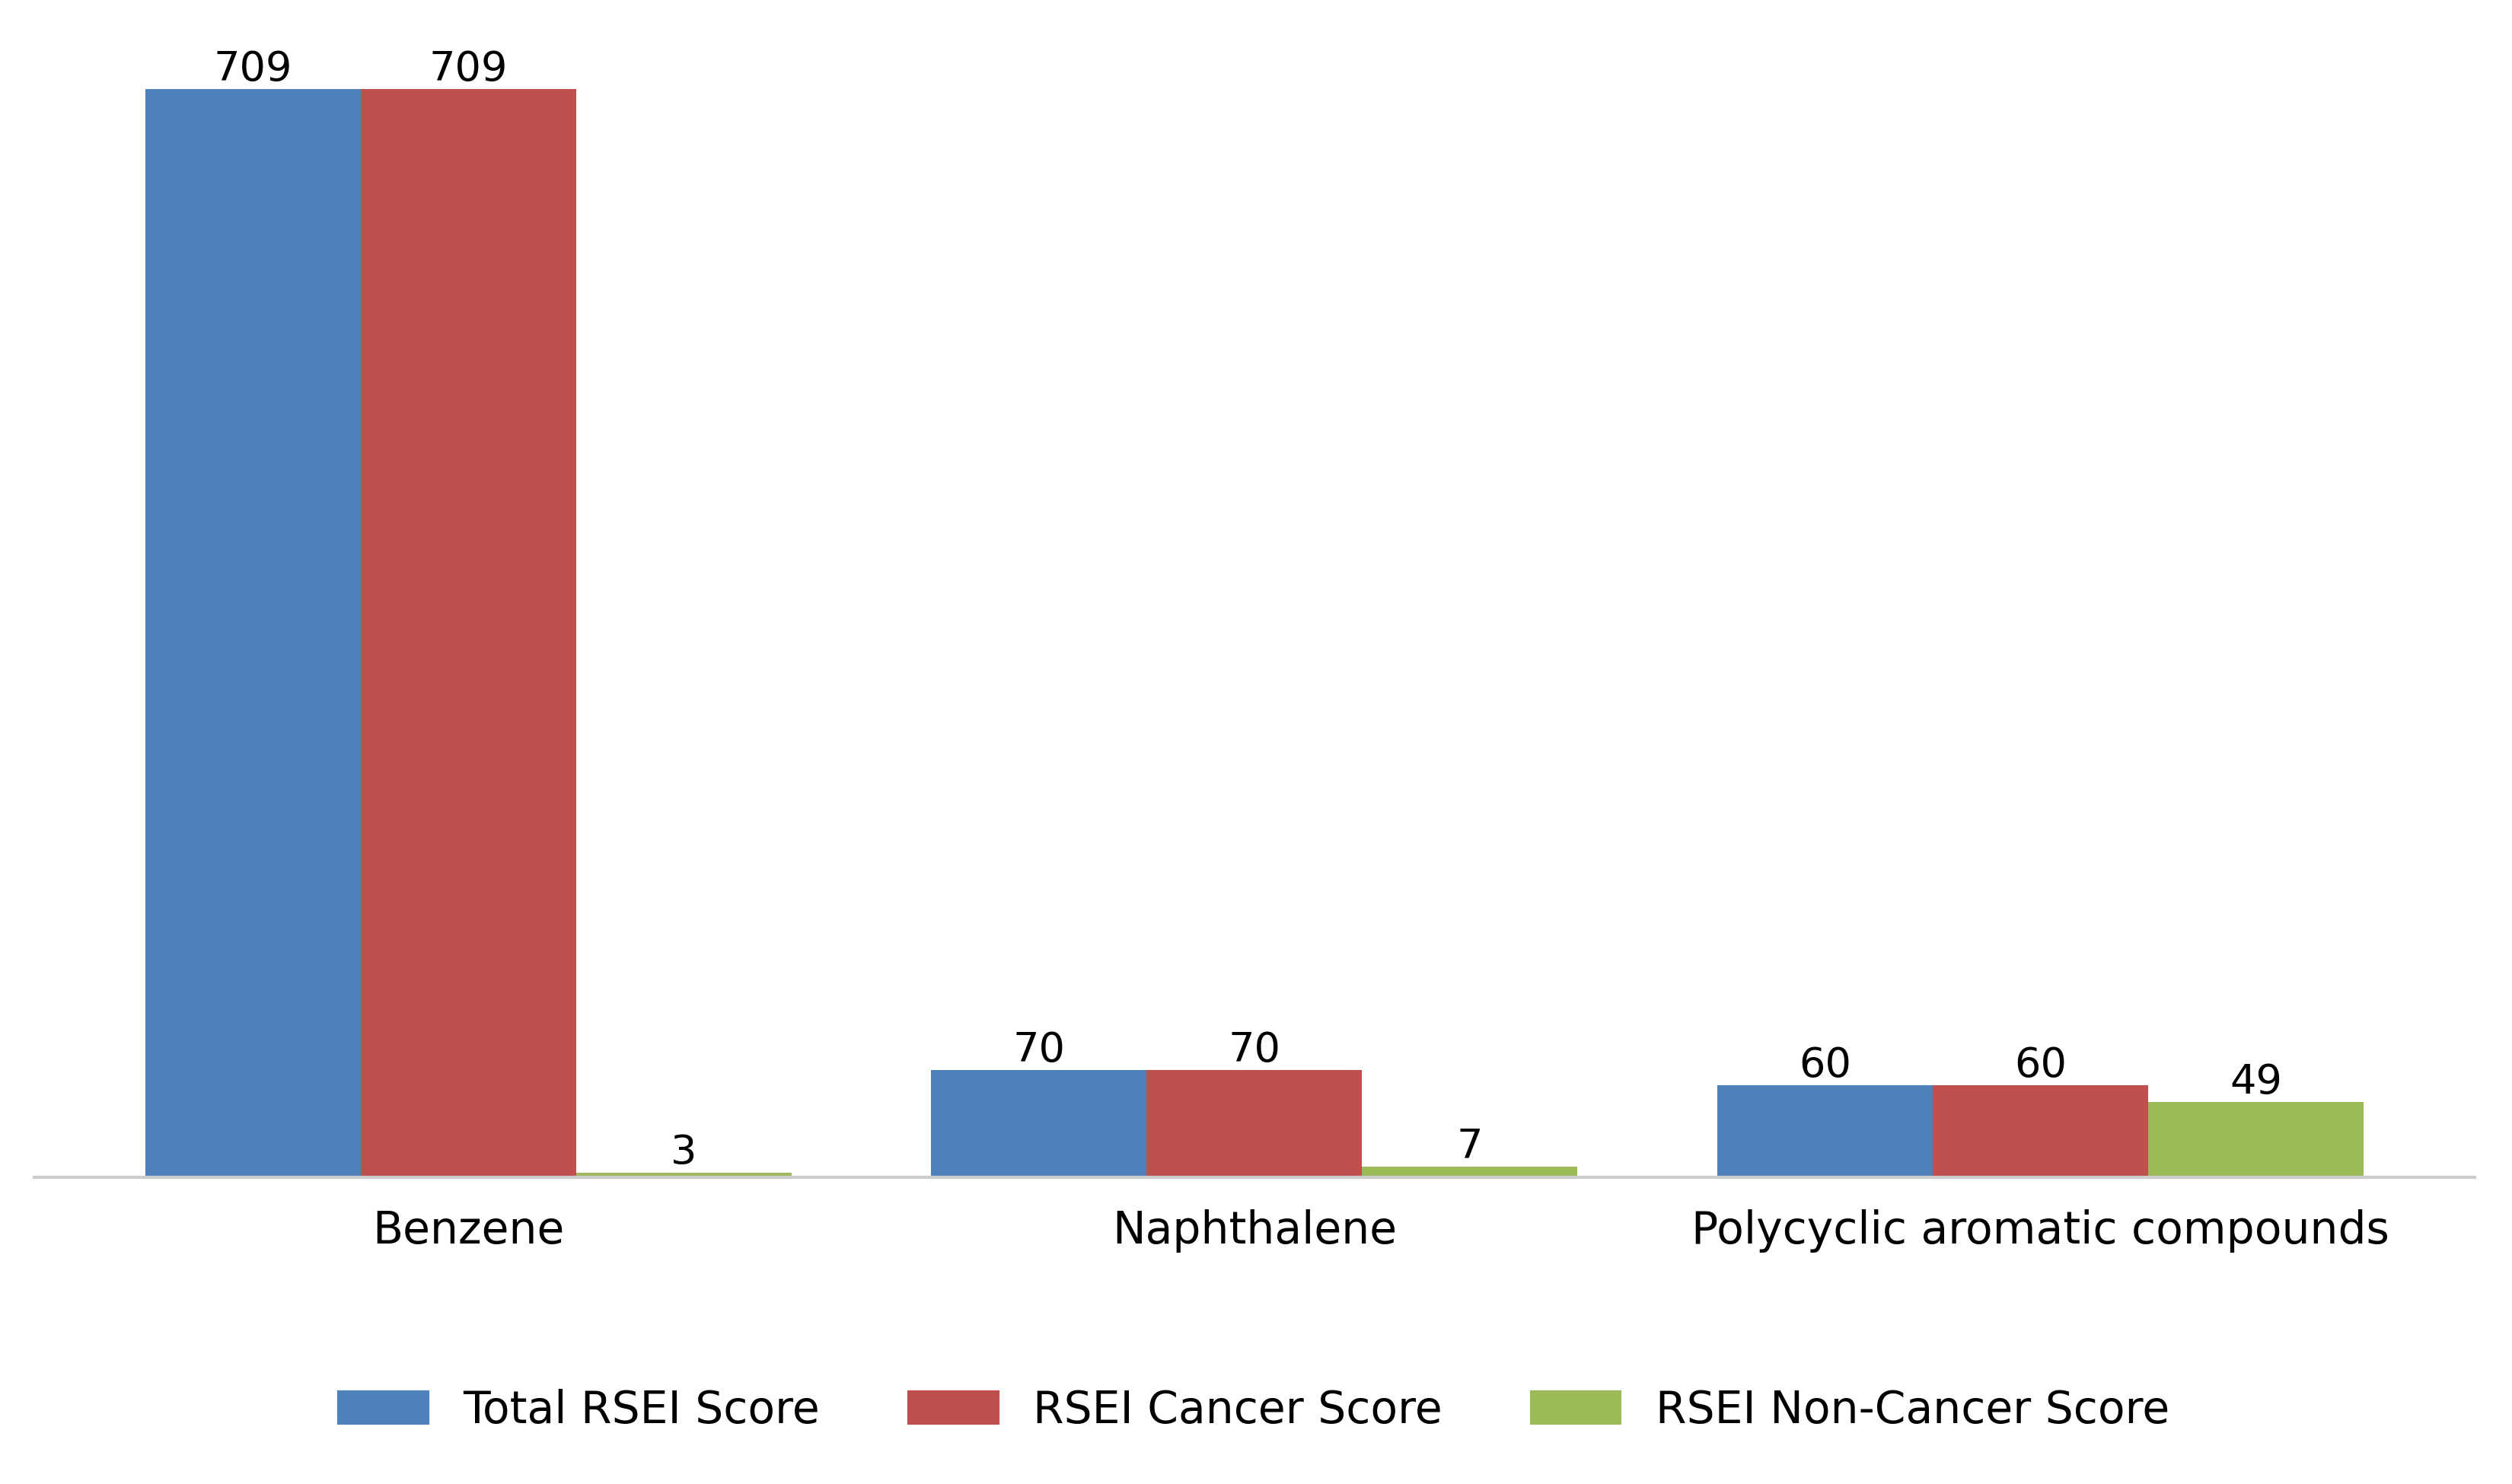 709 709
70 70
60 60 49
3 7
Benzene Naphthalene Polycyclic aromatic compounds
Total RSEI Score RSEI Cancer Score RSEI Non-Cancer Score